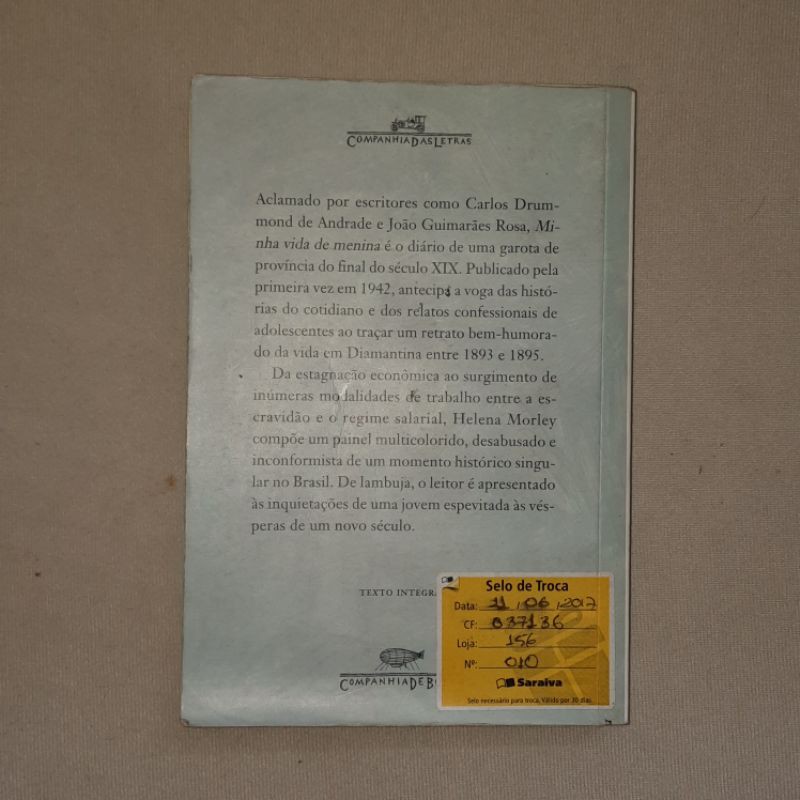 COMPANHIA DAS LETRAS
Aclamado por escritores como Carlos Drum-
mond de Andrade e João Guimarães Rosa, Mi-
nha vida de menina é o diário de uma garota de
província do final do século XIX. Publicado pela
primeira vez em 1942, antecipa a voga das histó-
rias do cotidiano e dos relatos confessionais de
adolescentes ao traçar um retrato bem-humora-
do da vida em Diamantina entre 1893 e 1895.
Da estagnação econômica ao surgimento de
inúmeras modalidades de trabalho entre a es-
cravidão e o regime salarial, Helena Morley
compõe um painel multicolorido, desabusado e
inconformista de um momento histórico singu-
lar no Brasil. De lambuja, o leitor é apresentado
às inquietações de uma jovem espevitada às vés-
peras de um novo século.
TEXTO INTEGRA
COMPANHIA DE B
Selo de Troca
Data: 11, 06, 2017
CF: 037136
Loja: 156
Nº: 010
Saraiva
Selo necessário para troca. Válido por 30 dias.